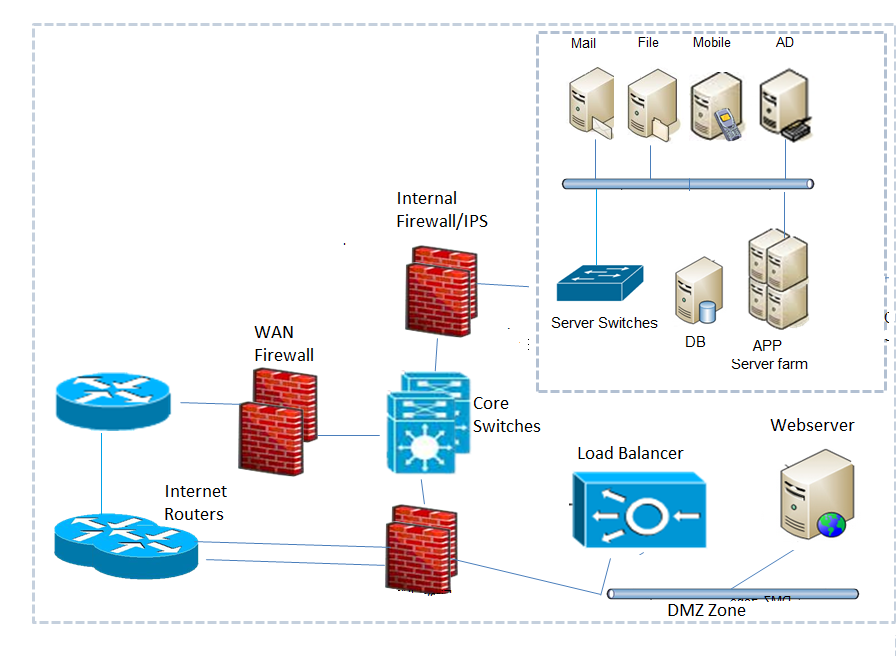 Mail
File
Mobile
AD
Internal
Firewall/IPS
Server Switches
DB
APP
Server farm
WAN
Firewall
Core
Switches
Webserver
Load Balancer
Internet
Routers
DMZ Zone